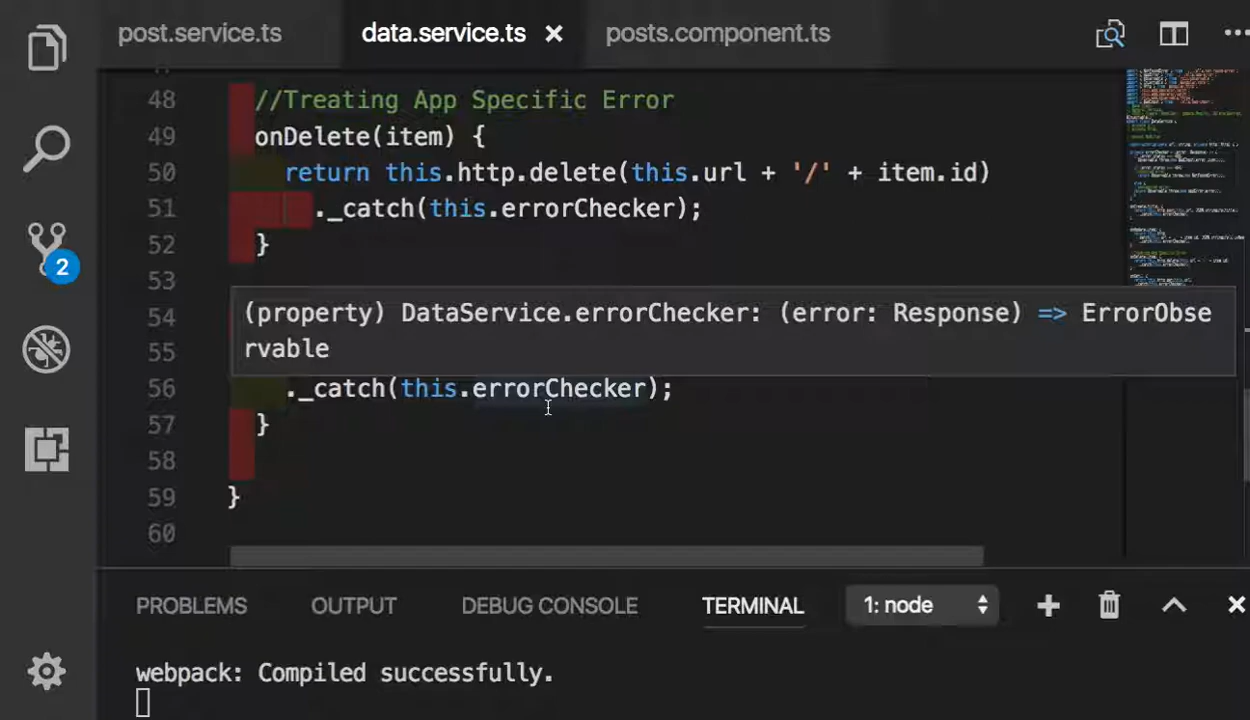 post.service.ts data.service.ts × posts.component.ts
48 //Treating App Specific Error
49 onDelete(item) {
50 return this.http.delete(this.url + '/' + item.id)
51 ._catch(this.errorChecker);
52 }
53
54 (property) DataService.errorChecker: (error: Response) => ErrorObse
55 rvable
56 ._catch(this.errorChecker);
57 }
58
59 }
60
2
PROBLEMS OUTPUT DEBUG CONSOLE TERMINAL 1: node
webpack: Compiled successfully.